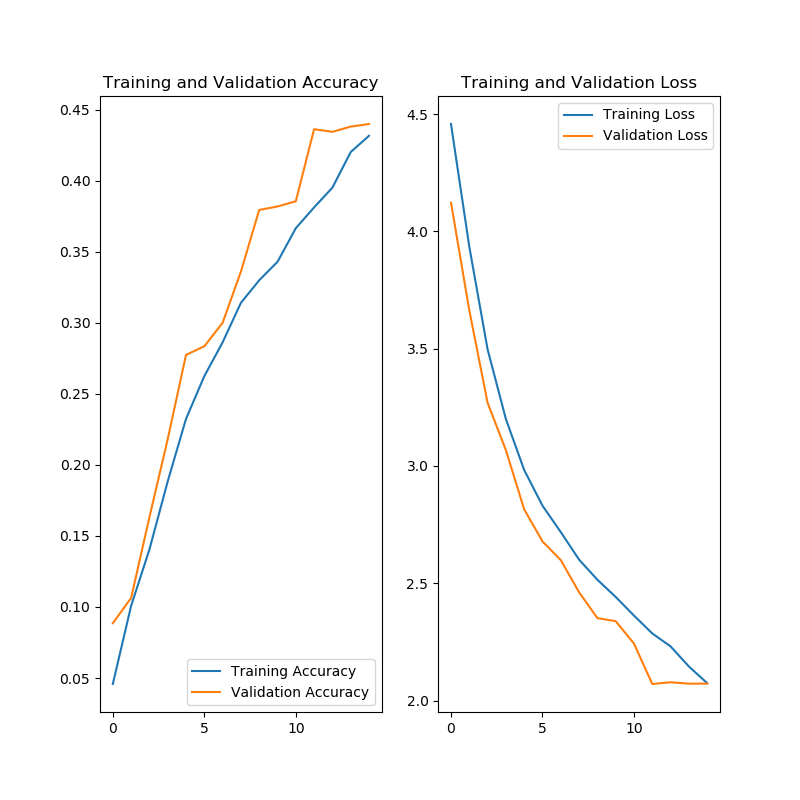 Training and Validation Accuracy
0.45
0.40
0.35
0.30
0.25
0.20
0.15
0.10
0.05
0 5 10
Training Accuracy
Validation Accuracy
Training and Validation Loss
4.5
4.0
3.5
3.0
2.5
2.0
0 5 10
Training Loss
Validation Loss